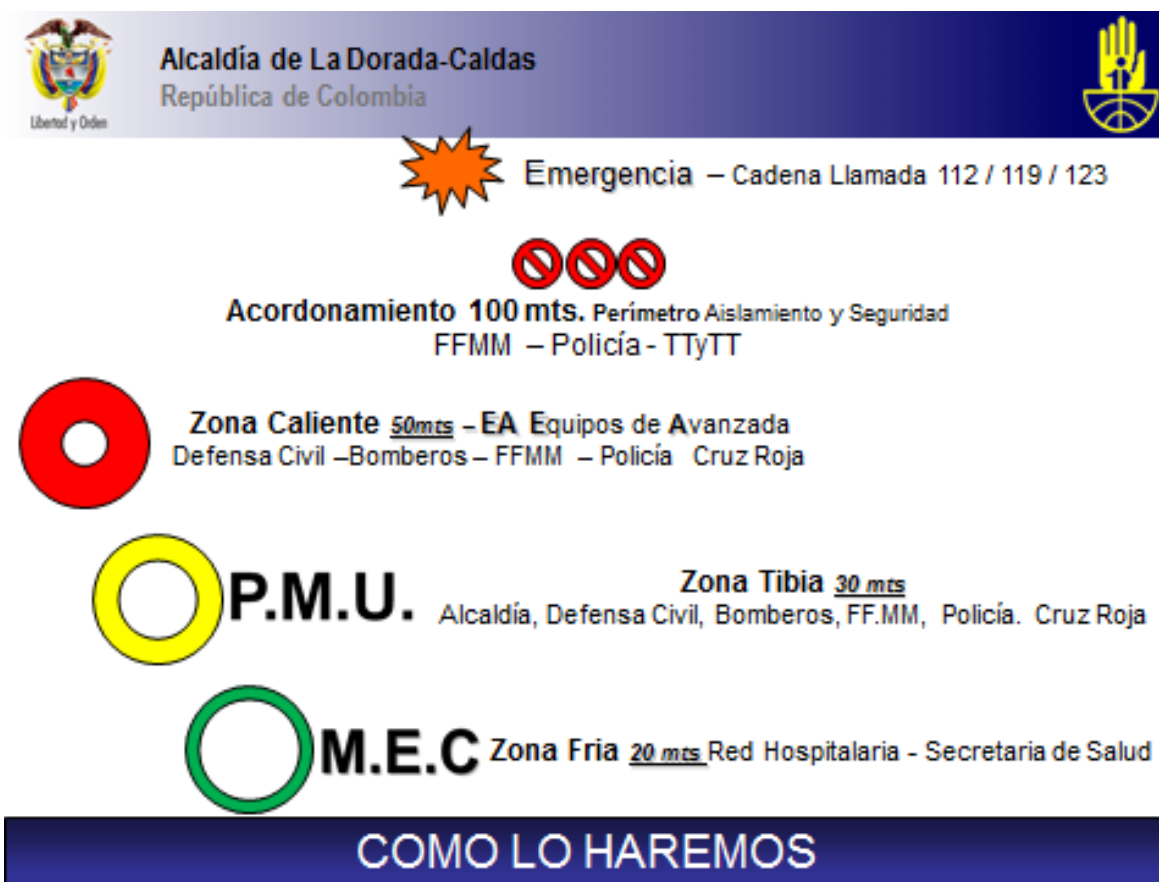 Alcaldía de La Dorada-Caldas
República de Colombia
Libertad y Orden
Emergencia – Cadena Llamada 112 / 119 / 123
Acordonamiento 100 mts. Perímetro Aislamiento y Seguridad
FFMM – Policía - TTyTT
Zona Caliente 50mts – EA Equipos de Avanzada
Defensa Civil –Bomberos – FFMM – Policía Cruz Roja
P.M.U.
Zona Tibia 30 mts
Alcaldía, Defensa Civil, Bomberos, FF.MM, Policía. Cruz Roja
M.E.C Zona Fria 20 mts Red Hospitalaria - Secretaria de Salud
COMO LO HAREMOS